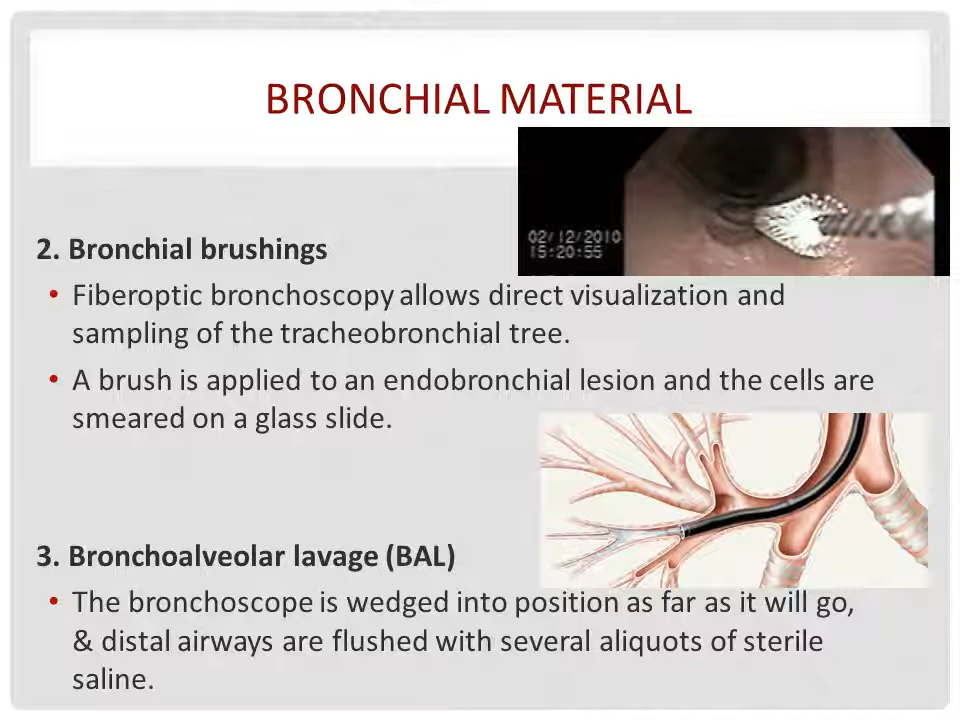 BRONCHIAL MATERIAL
02/12/2010
15:20:55
2. Bronchial brushings
• Fiberoptic bronchoscopy allows direct visualization and
sampling of the tracheobronchial tree.
• A brush is applied to an endobronchial lesion and the cells are
smeared on a glass slide.
3. Bronchoalveolar lavage (BAL)
• The bronchoscope is wedged into position as far as it will go,
& distal airways are flushed with several aliquots of sterile
saline.